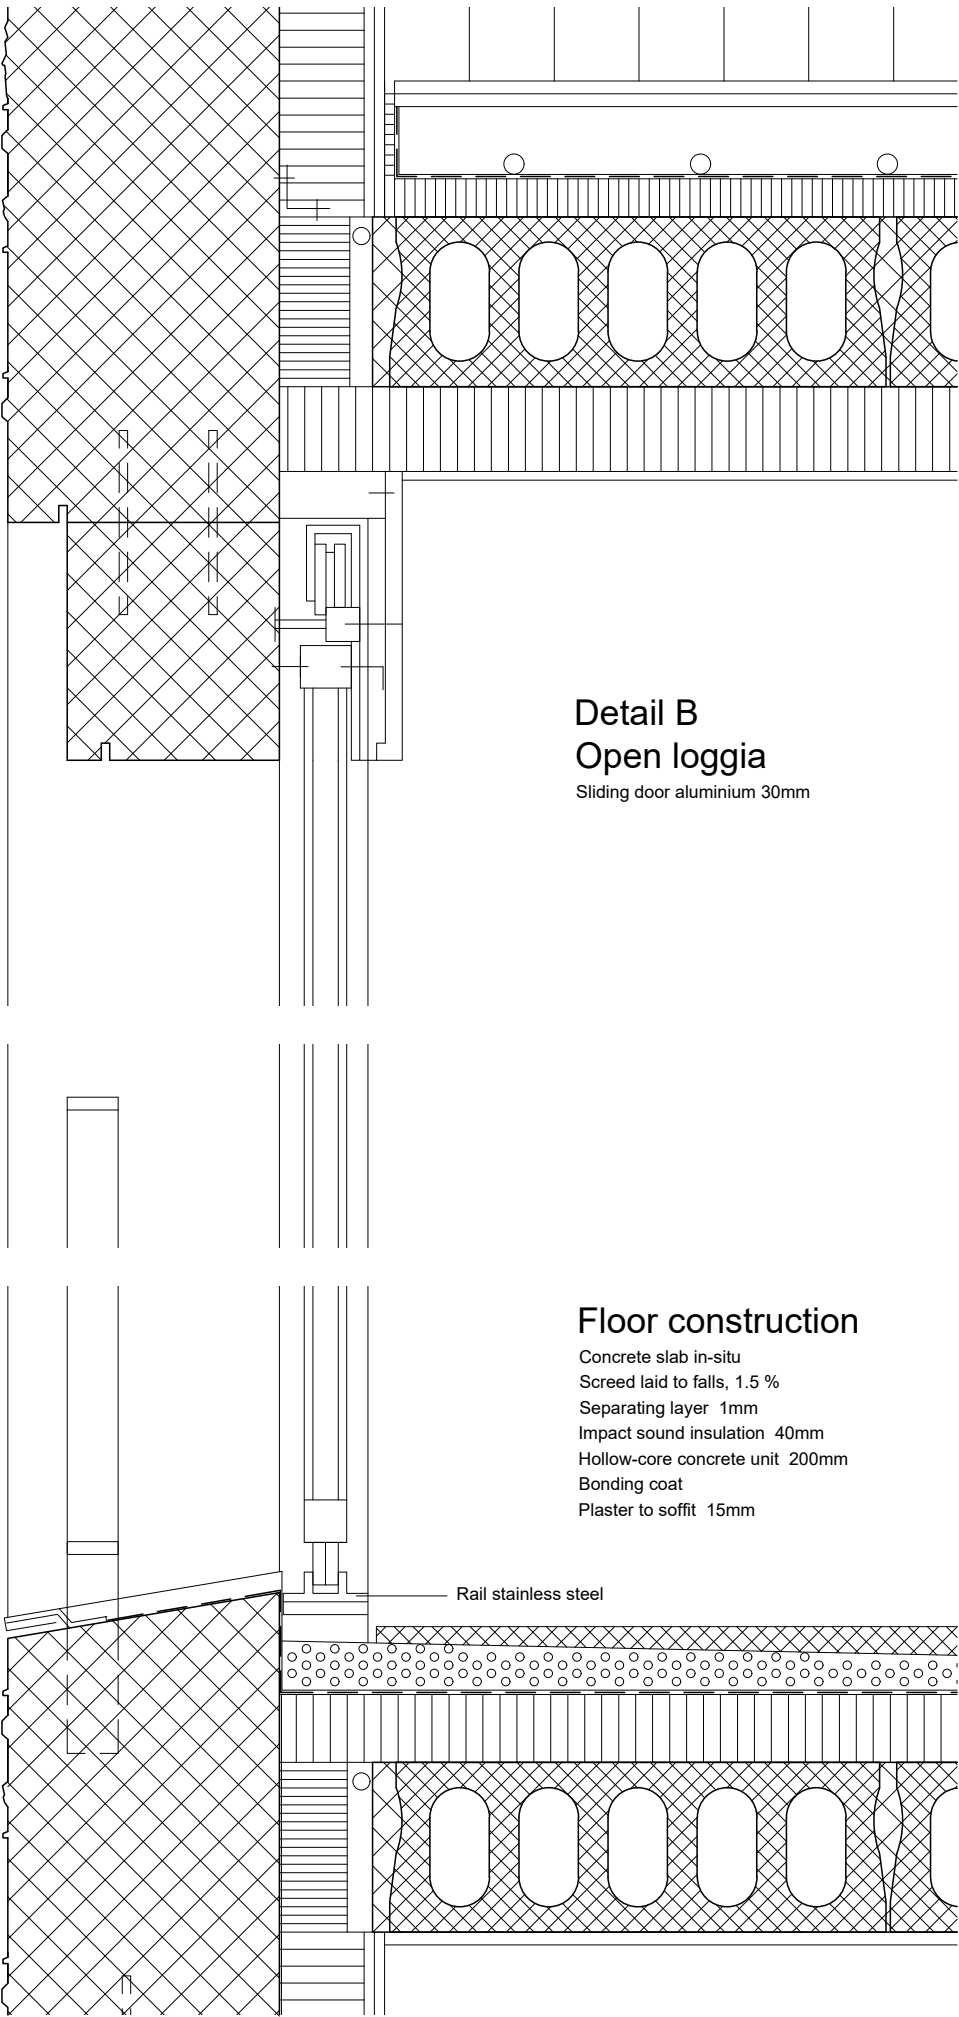 Detail B
Open loggia
Sliding door aluminium 30mm
Floor construction
Concrete slab in-situ
Screed laid to falls, 1.5 %
Separating layer 1mm
Impact sound insulation 40mm
Hollow-core concrete unit 200mm
Bonding coat
Plaster to soffit 15mm
Rail stainless steel